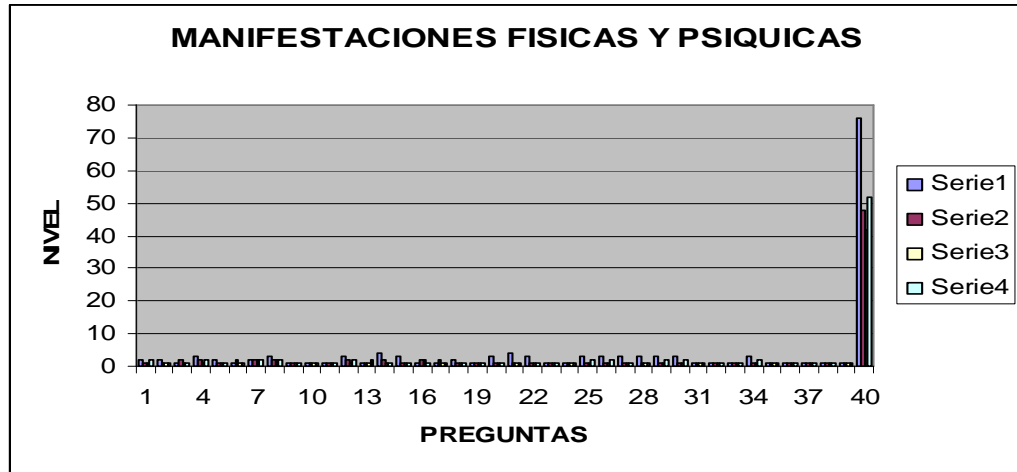 MANIFESTACIONES FISICAS Y PSIQUICAS
80
70
60
50
40
30
20
10
0
NIVEL
1 4 7 10 13 16 19 22 25 28 31 34 37 40
PREGUNTAS
Serie1
Serie2
Serie3
Serie4